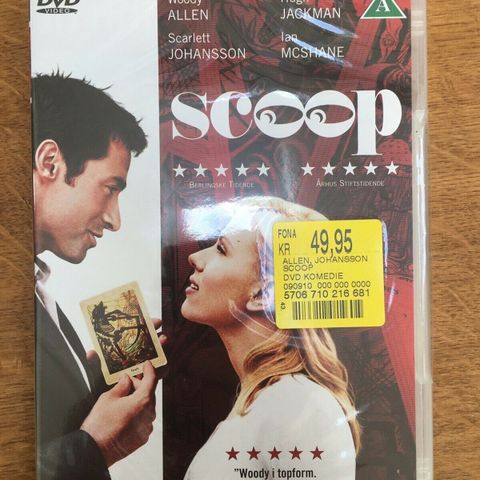 DVD
VIDEO
Woody
ALLEN
Hugh
JACKMAN
Scarlett
JOHANSSON
Ian
MCSHANE
A
scoop
BERLINGSKE TIDENDE
ÅRHUS STIFTSTIDENDE
FONA
KR 49,95
ALLEN, JOHANSSON
SCOOP
DVD KOMEDIE
090910 000 000 0000
5706 710 216 681
"Woody i topform.